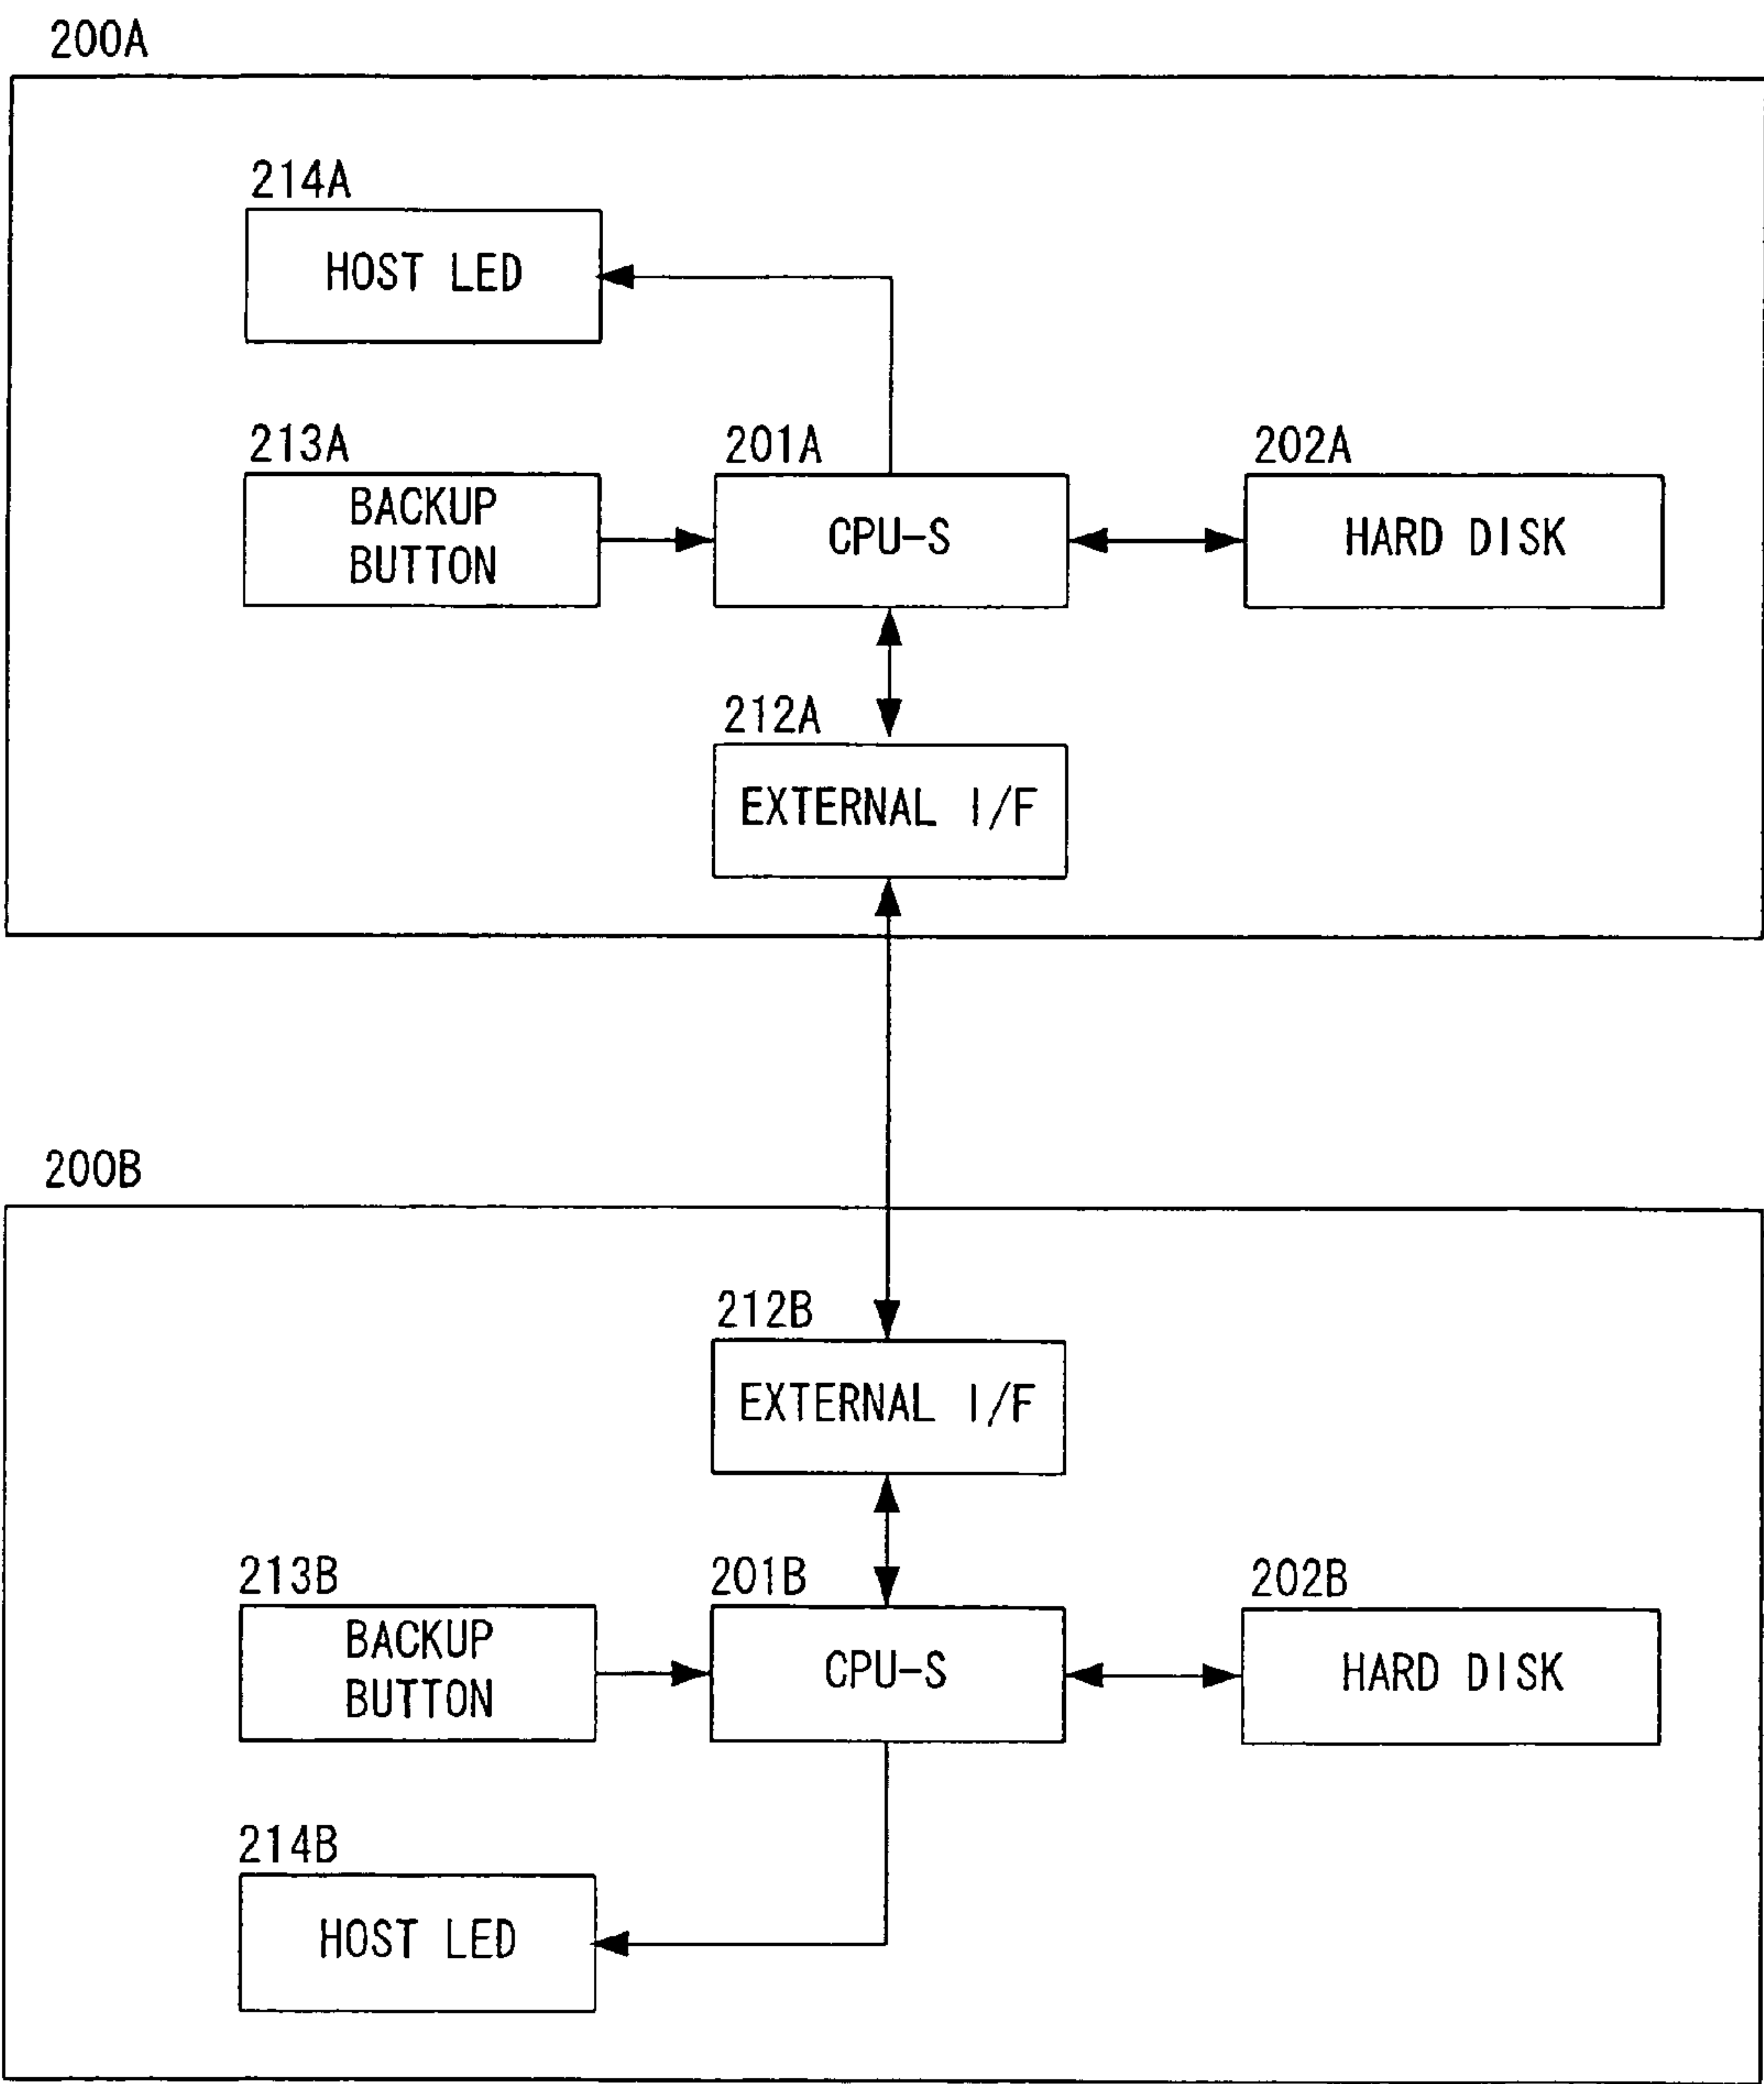 200A
214A
HOST LED
213A
BACKUP
BUTTON
201A
CPU-S
202A
HARD DISK
212A
EXTERNAL I/F
200B
212B
EXTERNAL I/F
213B
BACKUP
BUTTON
201B
CPU-S
202B
HARD DISK
214B
HOST LED